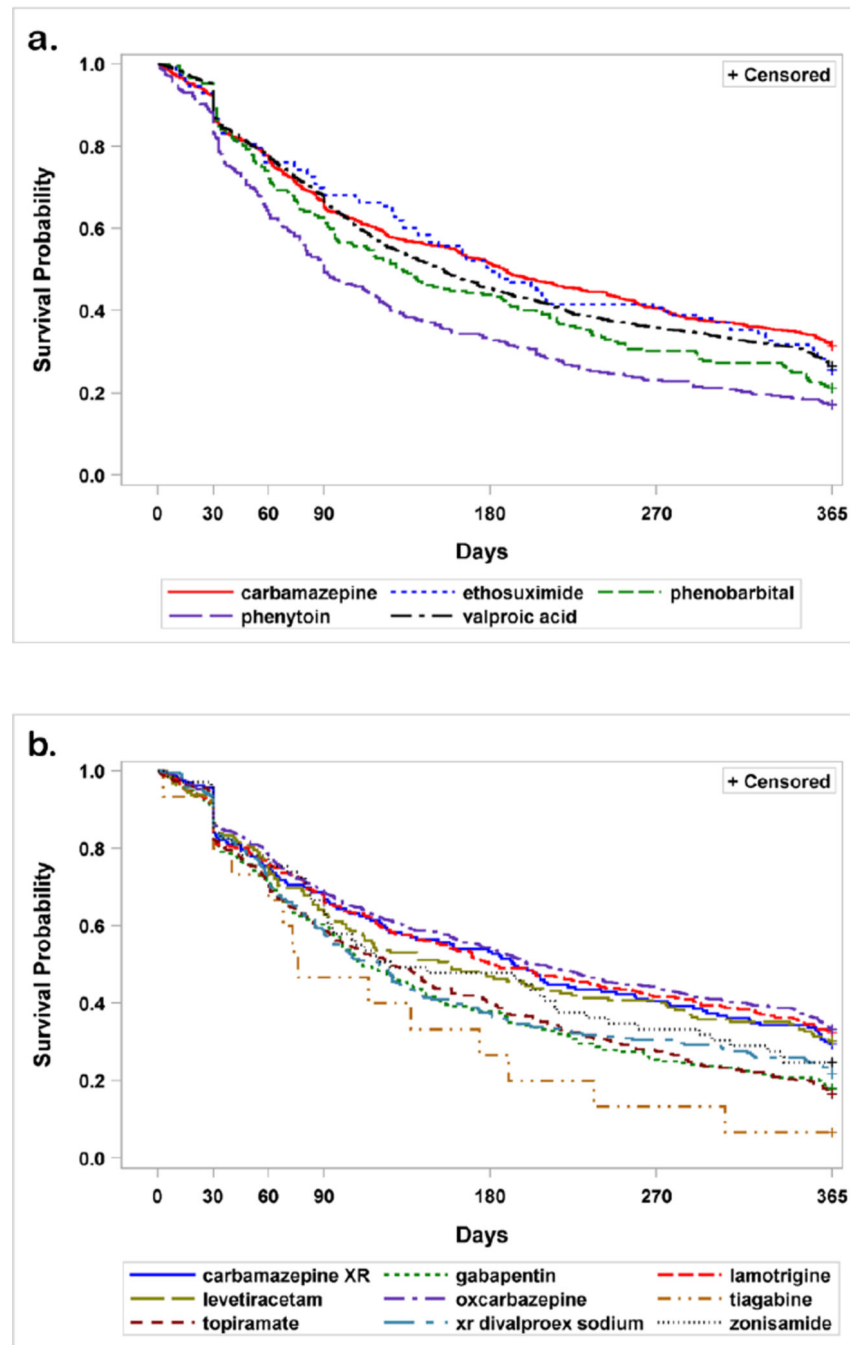 a.
+ Censored
1.0
0.8
0.6
0.4
0.2
0.0
Survival Probability
0 30 60 90 180 270 365
Days
carbamazepine ethosuximide phenobarbital
phenytoin valproic acid
b.
+ Censored
1.0
0.8
0.6
0.4
0.2
0.0
Survival Probability
0 30 60 90 180 270 365
Days
carbamazepine XR gabapentin lamotrigine
levetiracetam oxcarbazepine tiagabine
topiramate xr divalproex sodium zonisamide